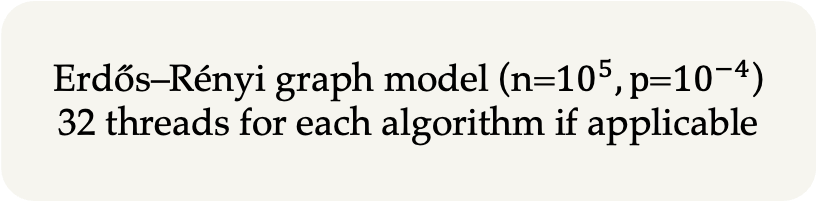 Erdős–Rényi graph model (n=10⁵, p=10⁻⁴)
32 threads for each algorithm if applicable